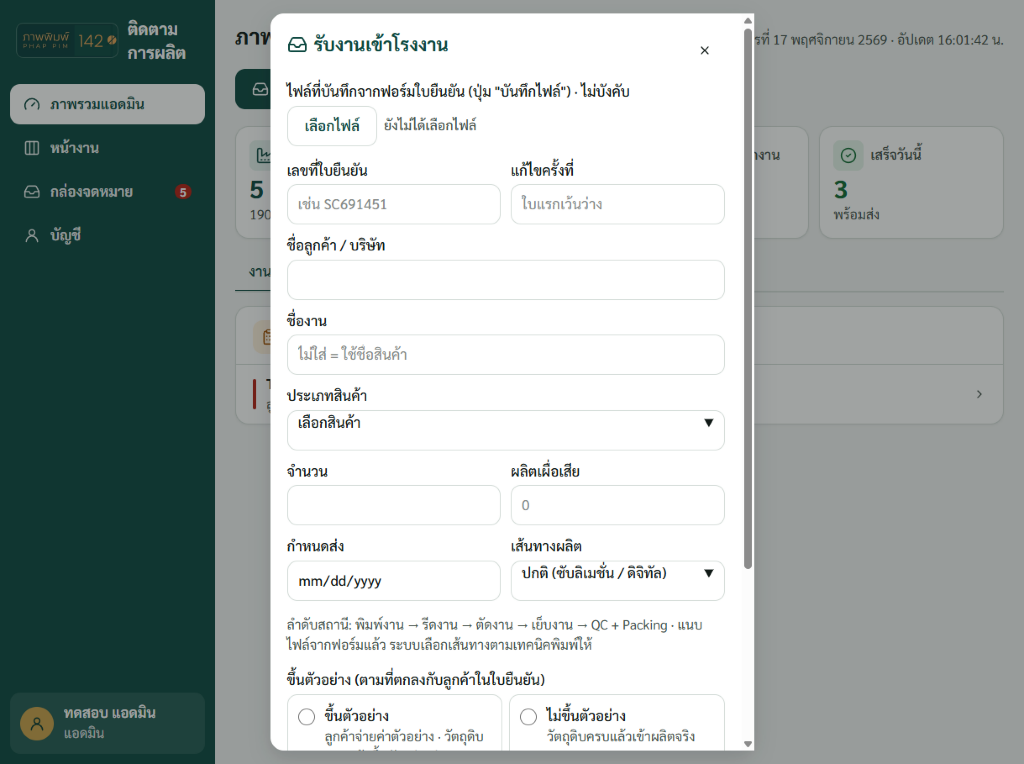 ภาพพิมพ์
PHAP PIM
142
ติดตาม
การผลิต
ภาพรวมแอดมิน
หน้างาน
กล่องจดหมาย
5
บัญชี
ทดสอบ แอดมิน
แอดมิน
17 พฤศจิกายน 2569 · อัปเดต 16:01:42 น.
5
190
เสร็จวันนี้
3
พร้อมส่ง
งาน
รับงานเข้าโรงงาน
×
ไฟล์ที่บันทึกจากฟอร์มใบยืนยัน (ปุ่ม "บันทึกไฟล์") · ไม่บังคับ
เลือกไฟล์
ยังไม่ได้เลือกไฟล์
เลขที่ใบยืนยัน
แก้ไขครั้งที่
เช่น SC691451
ใบแรกเว้นว่าง
ชื่อลูกค้า / บริษัท
ชื่องาน
ไม่ใส่ = ใช้ชื่อสินค้า
ประเภทสินค้า
เลือกสินค้า
จำนวน
ผลิตเผื่อเสีย
0
กำหนดส่ง
เส้นทางผลิต
mm/dd/yyyy
ปกติ (ซับลิเมชั่น / ดิจิทัล)
ลำดับสถานี: พิมพ์งาน → รีดงาน → ตัดงาน → เย็บงาน → QC + Packing · แนบ
ไฟล์จากฟอร์มแล้ว ระบบเลือกเส้นทางตามเทคนิคพิมพ์ให้
ขึ้นตัวอย่าง (ตามที่ตกลงกับลูกค้าในใบยืนยัน)
ขึ้นตัวอย่าง
ลูกค้าจ่ายค่าตัวอย่าง · วัตถุดิบ
ไม่ขึ้นตัวอย่าง
วัตถุดิบครบแล้วเข้าผลิตจริง